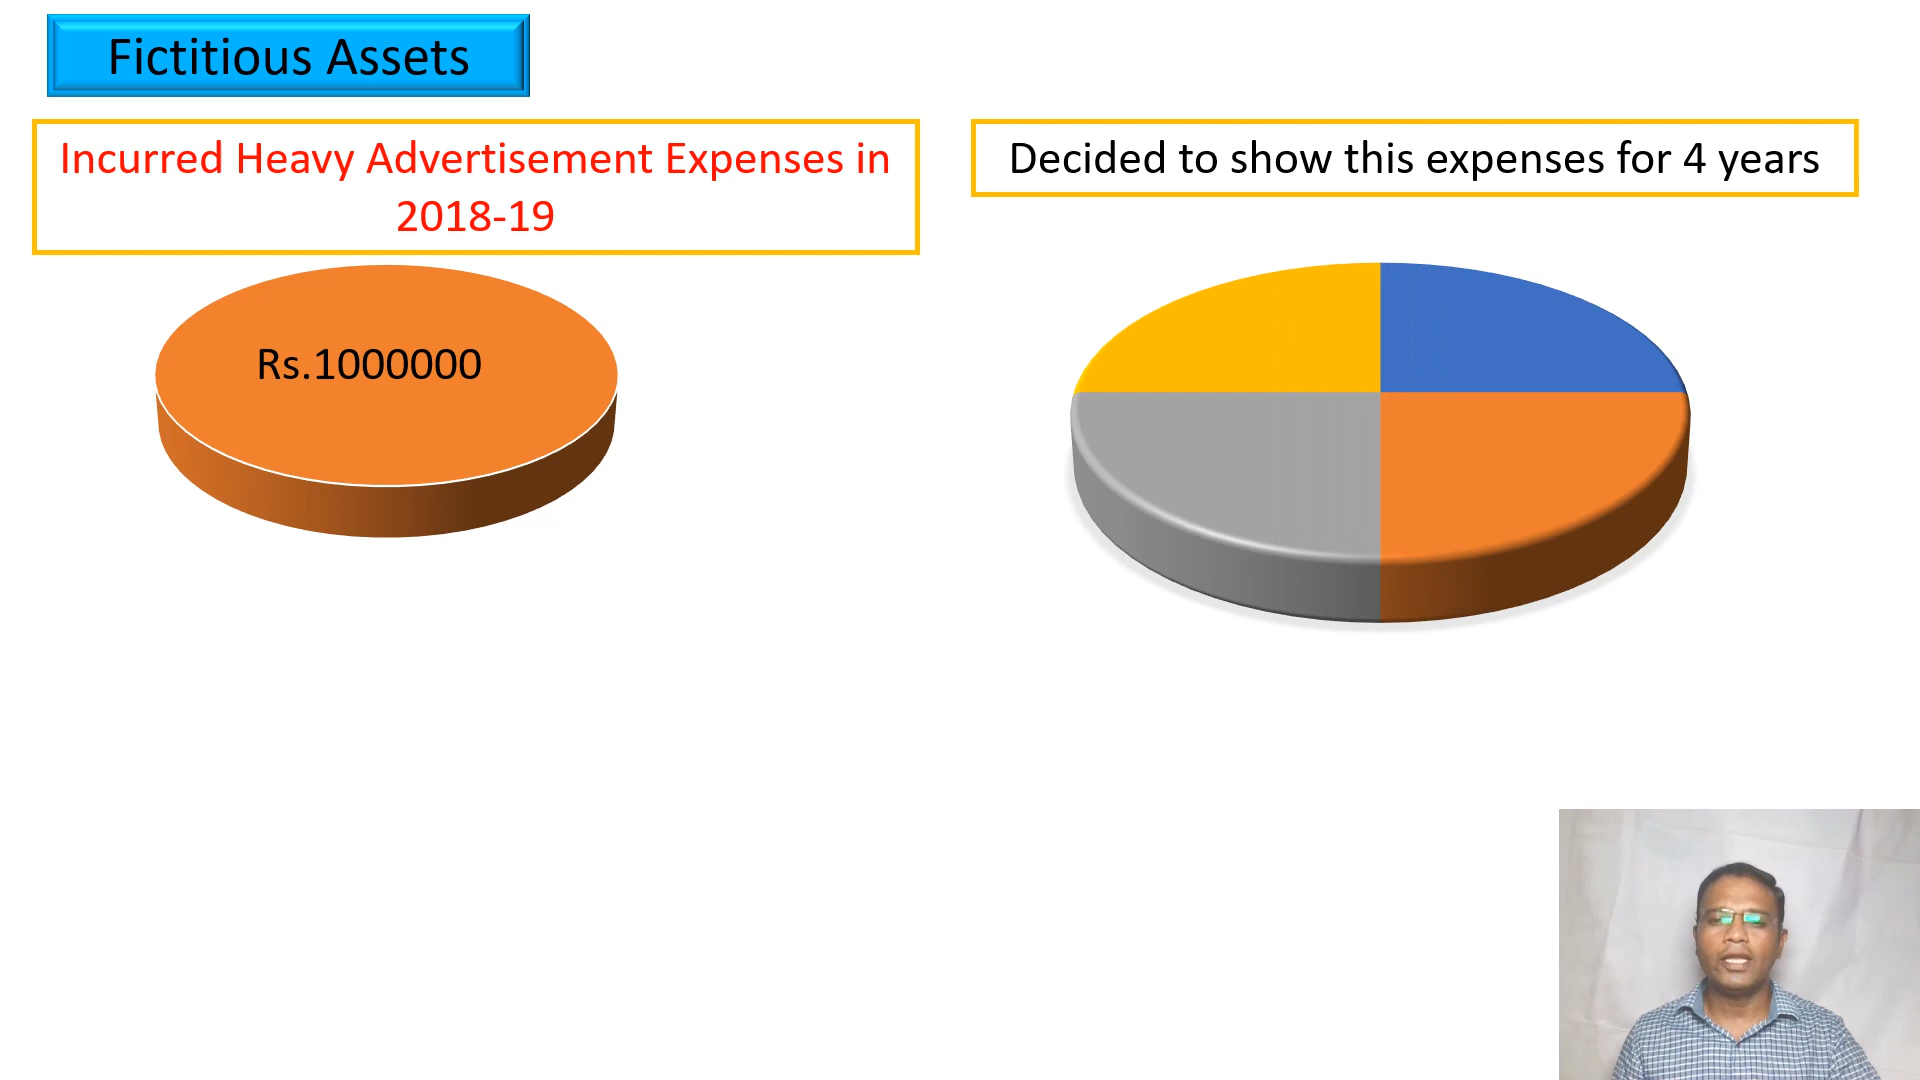 Fictitious Assets
Incurred Heavy Advertisement Expenses in
2018-19
Decided to show this expenses for 4 years
Rs.1000000